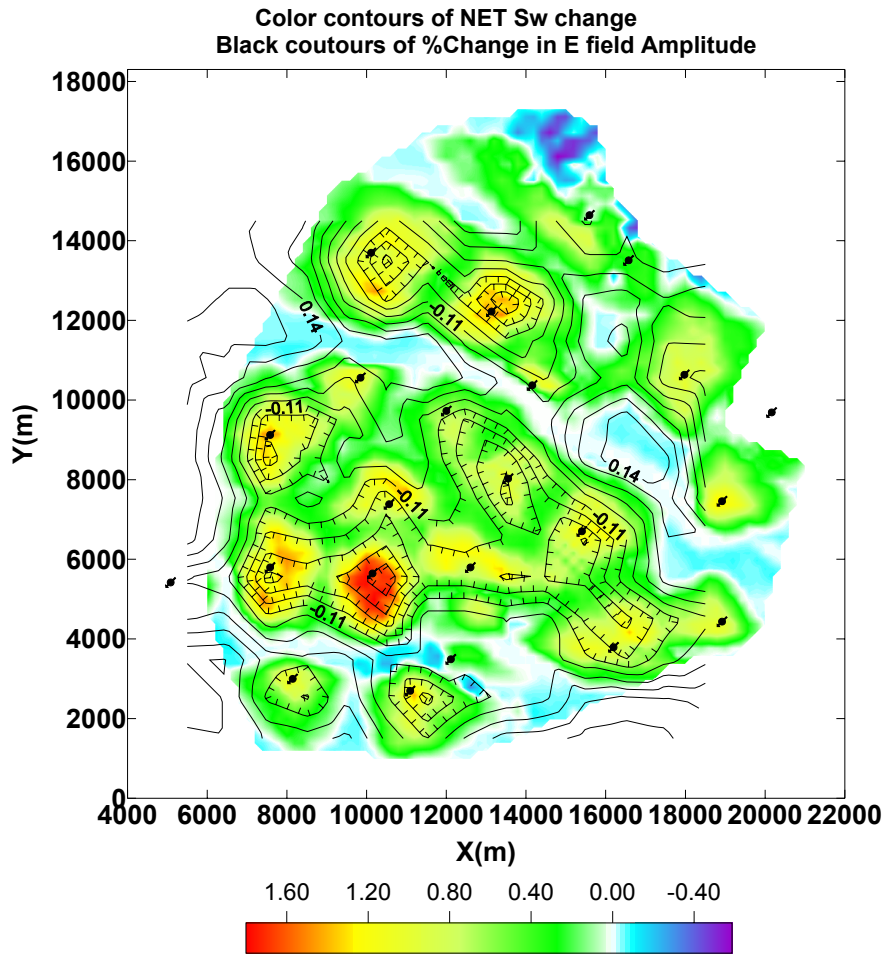 Color contours of NET Sw change
Black coutours of %Change in E field Amplitude
18000
16000
14000
12000
10000
8000
6000
4000
2000
0
Y(m)
0.14
-0.11
-0.11
-0.11
0.14
-0.11
-0.11
4000 6000 8000 10000 12000 14000 16000 18000 20000 22000
X(m)
1.60 1.20 0.80 0.40 0.00 -0.40